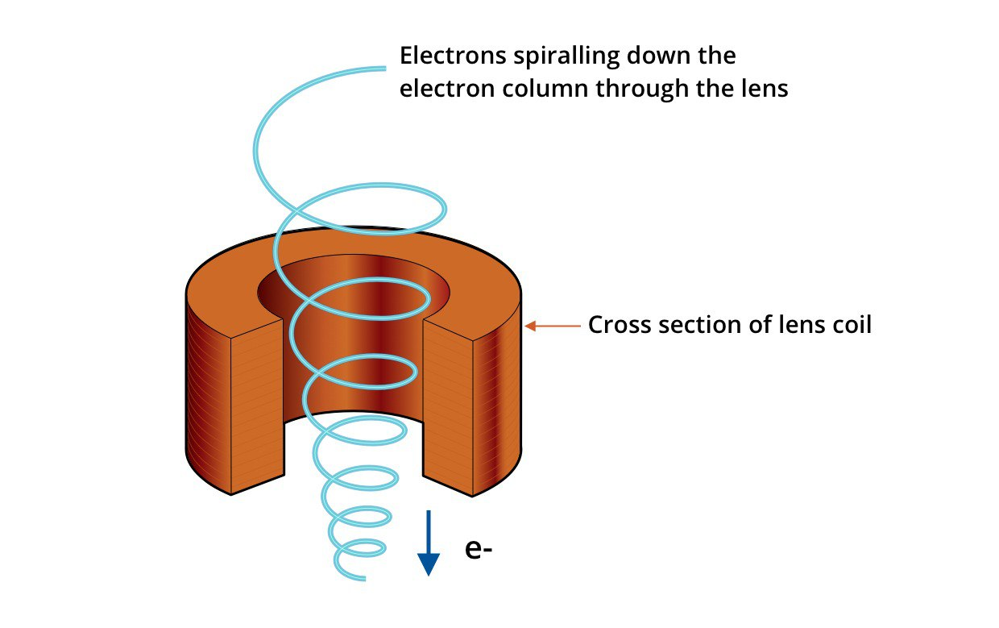 Electrons spiralling down the
electron column through the lens
Cross section of lens coil
e-